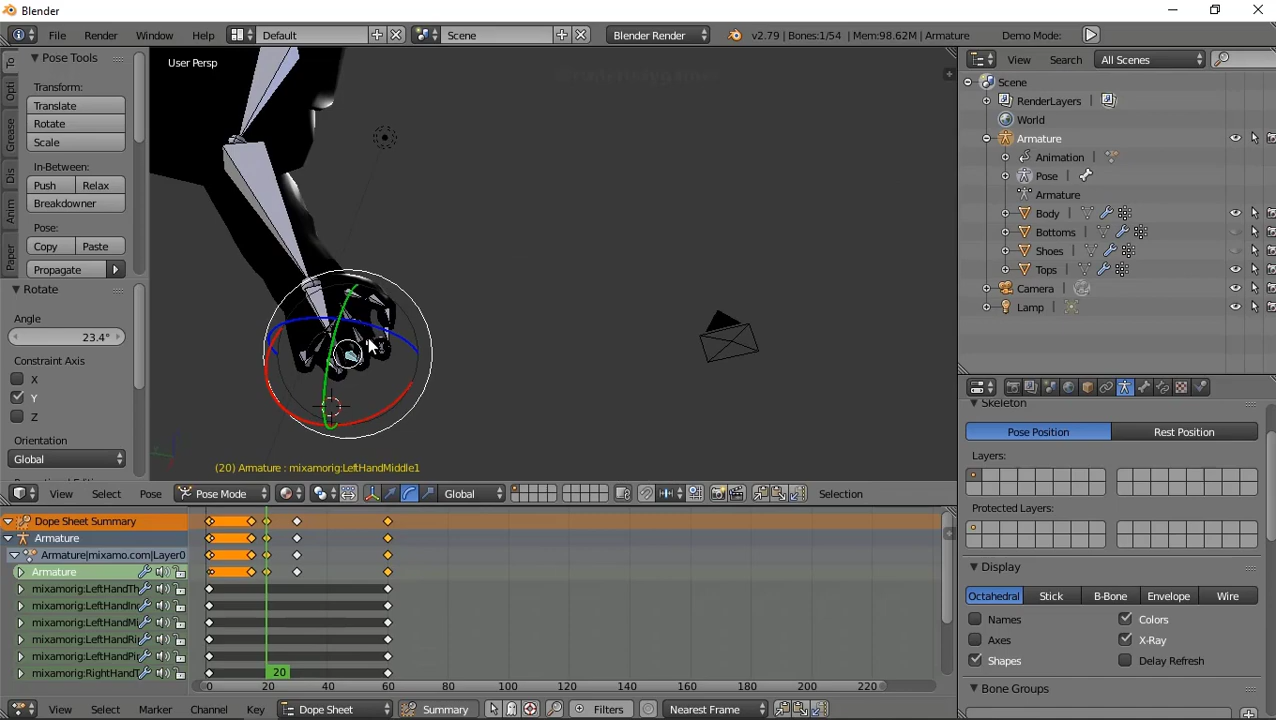 Blender
File Render Window Help Default Scene Blender Render v2.79 | Bones:1/54 | Mem:98.62M | Armature Demo Mode:
To
Opti
Grease
Dis
Anim
Paper
Pose Tools
Transform:
Translate
Rotate
Scale
In-Between:
Push Relax
Breakdowner
Pose:
Copy Paste
Propagate
Rotate
Angle
23.4°
Constraint Axis
X
Y
Z
Orientation
Global
User Persp
(20) Armature : mixamorig:LeftHandMiddle1
View Select Pose Pose Mode Global Selection
Dope Sheet Summary
Armature
Armature|mixamo.com|Layer0
Armature
mixamorig:LeftHandTh
mixamorig:LeftHandIn
mixamorig:LeftHandMi
mixamorig:LeftHandRi
mixamorig:LeftHandPir
mixamorig:RightHandT
20
0 20 40 60 80 100 120 140 160 180 200 220
View Select Marker Channel Key Dope Sheet Summary Filters Nearest Frame
View Search All Scenes
Scene
RenderLayers
World
Armature
Animation
Pose
Armature
Body
Bottoms
Shoes
Tops
Camera
Lamp
Skeleton
Pose Position Rest Position
Layers:
Protected Layers:
Display
Octahedral Stick B-Bone Envelope Wire
Names Colors
Axes X-Ray
Shapes Delay Refresh
Bone Groups